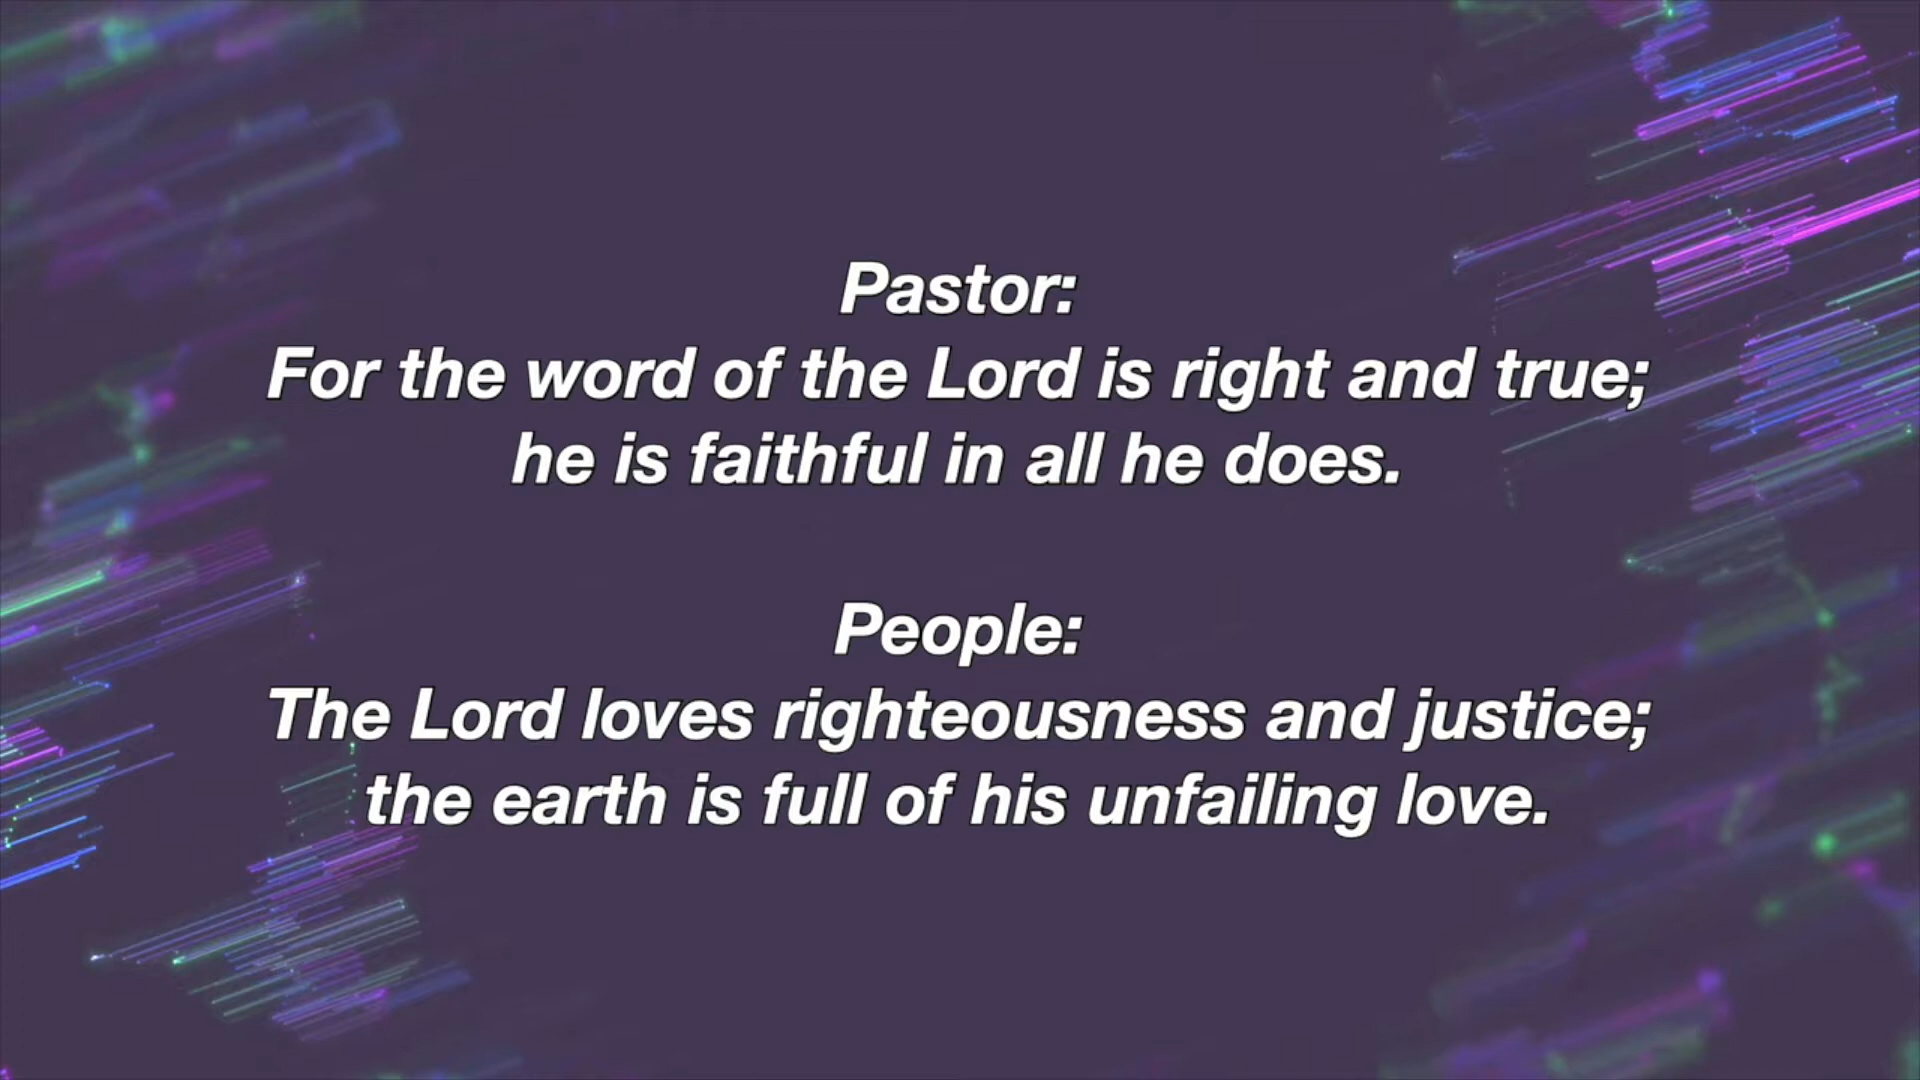 Pastor:
For the word of the Lord is right and true;
he is faithful in all he does.
People:
The Lord loves righteousness and justice;
the earth is full of his unfailing love.